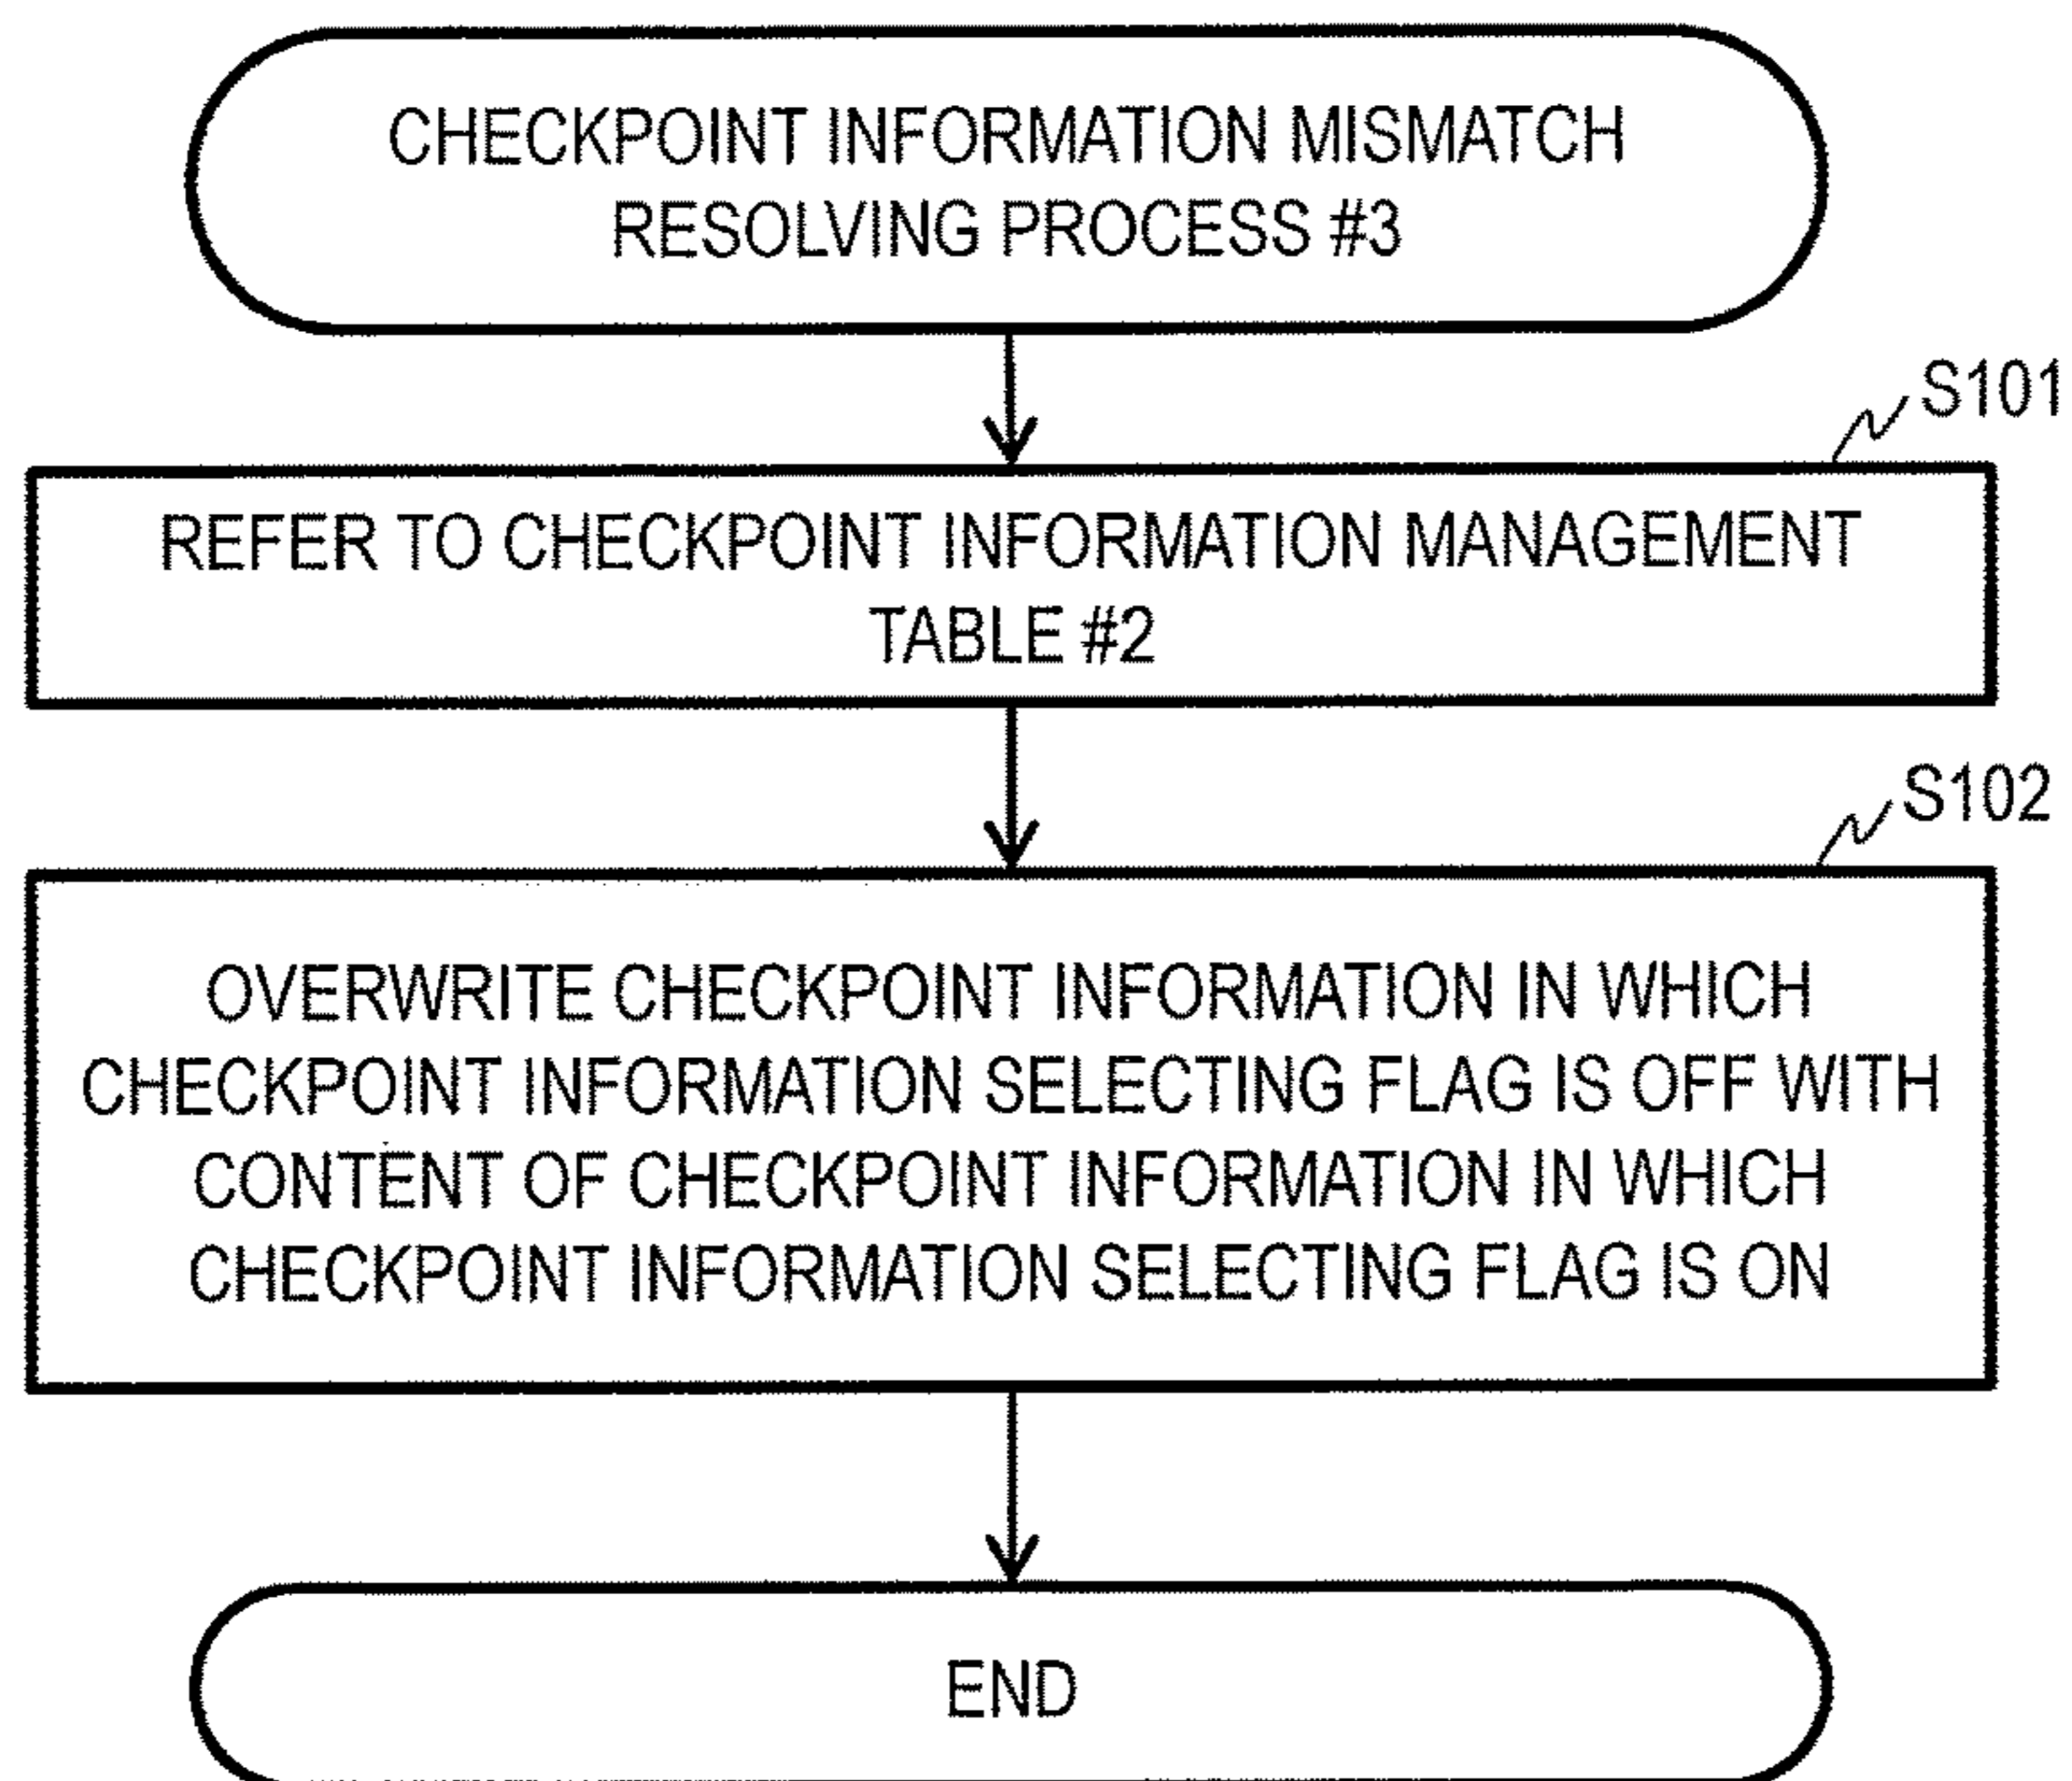 CHECKPOINT INFORMATION MISMATCH
RESOLVING PROCESS #3
S101
REFER TO CHECKPOINT INFORMATION MANAGEMENT
TABLE #2
S102
OVERWRITE CHECKPOINT INFORMATION IN WHICH
CHECKPOINT INFORMATION SELECTING FLAG IS OFF WITH
CONTENT OF CHECKPOINT INFORMATION IN WHICH
CHECKPOINT INFORMATION SELECTING FLAG IS ON
END